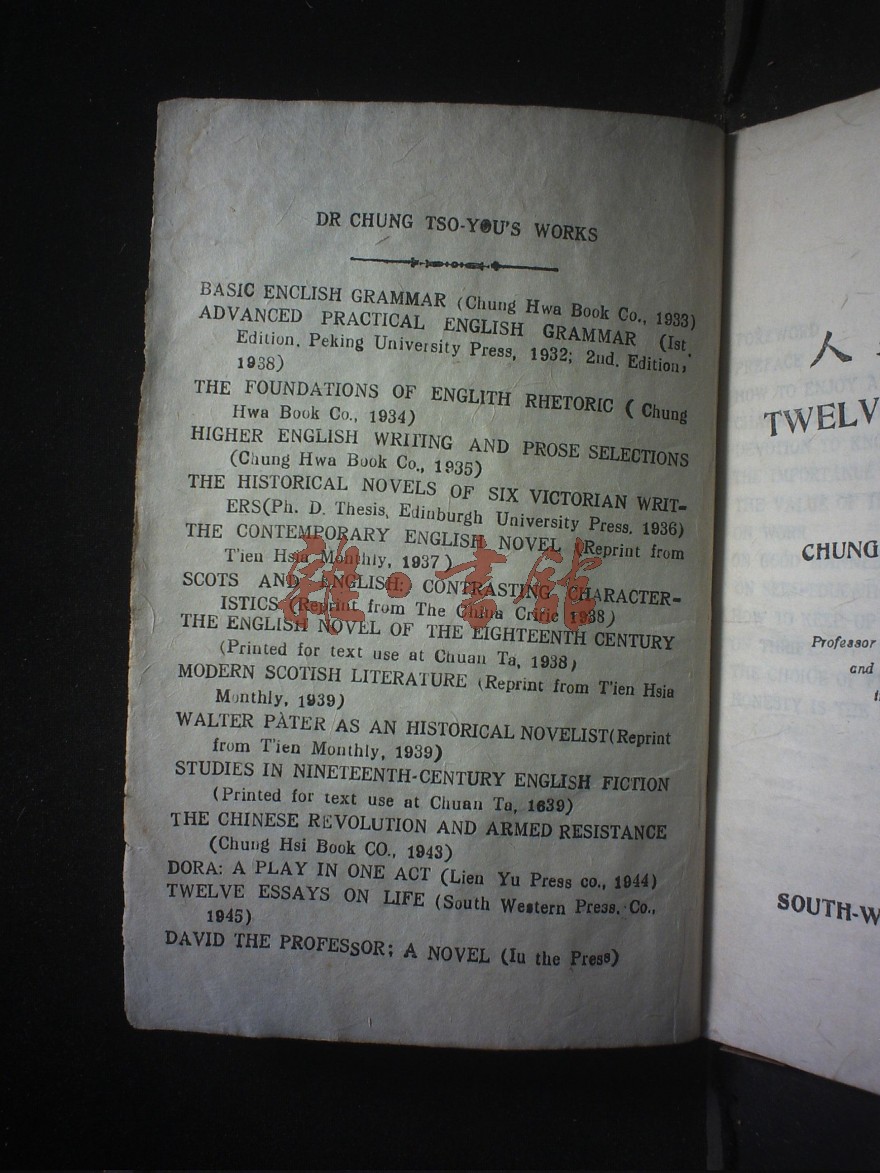 DR CHUNG TSO-YOU'S WORKS
BASIC ENCLISH GRAMMAR (Chung Hwa Book Co., 1933)
ADVANCED PRACTICAL ENGLISH GRAMMAR (Ist.
Edition. Peking University Press, 1932; 2nd. Edition,
1938)
THE FOUNDATIONS OF ENGLITH RHETORIC ( Chung
Hwa Book Co., 1934)
HIGHER ENGLISH WRITING AND PROSE SELECTIONS
(Chung Hwa Book Co., 1935)
THE HISTORICAL NOVELS OF SIX VICTORIAN WRIT-
ERS(Ph. D. Thesis, Edinburgh University Press. 1936)
THE CONTEMPORARY ENGLISH NOVEL (Reprint from
T'ien Hsia Monthly, 1937)
SCOTS AND ENGLISH: CONTRASTING CHARACTER-
ISTICS (Reprint from The China Critic 1938)
THE ENGLISH NOVEL OF THE EIGHTEENTH CENTURY
(Printed for text use at Chuan Ta, 1938)
MODERN SCOTISH LITERATURE (Reprint from T'ien Hsia
Monthly, 1939)
WALTER PATER AS AN HISTORICAL NOVELIST(Reprint
from T'ien Monthly, 1939)
STUDIES IN NINETEENTH-CENTURY ENGLISH FICTION
(Printed for text use at Chuan Ta, 1639)
THE CHINESE REVOLUTION AND ARMED RESISTANCE
(Chung Hsi Book CO., 1943)
DORA: A PLAY IN ONE ACT (Lien Yu Press co., 1944)
TWELVE ESSAYS ON LIFE (South Western Press, Co.,
1945)
DAVID THE PROFESSOR; A NOVEL (Iu the Press)
雜·書館
人
TWELV
CHUNG
Professor
and
SOUTH-W